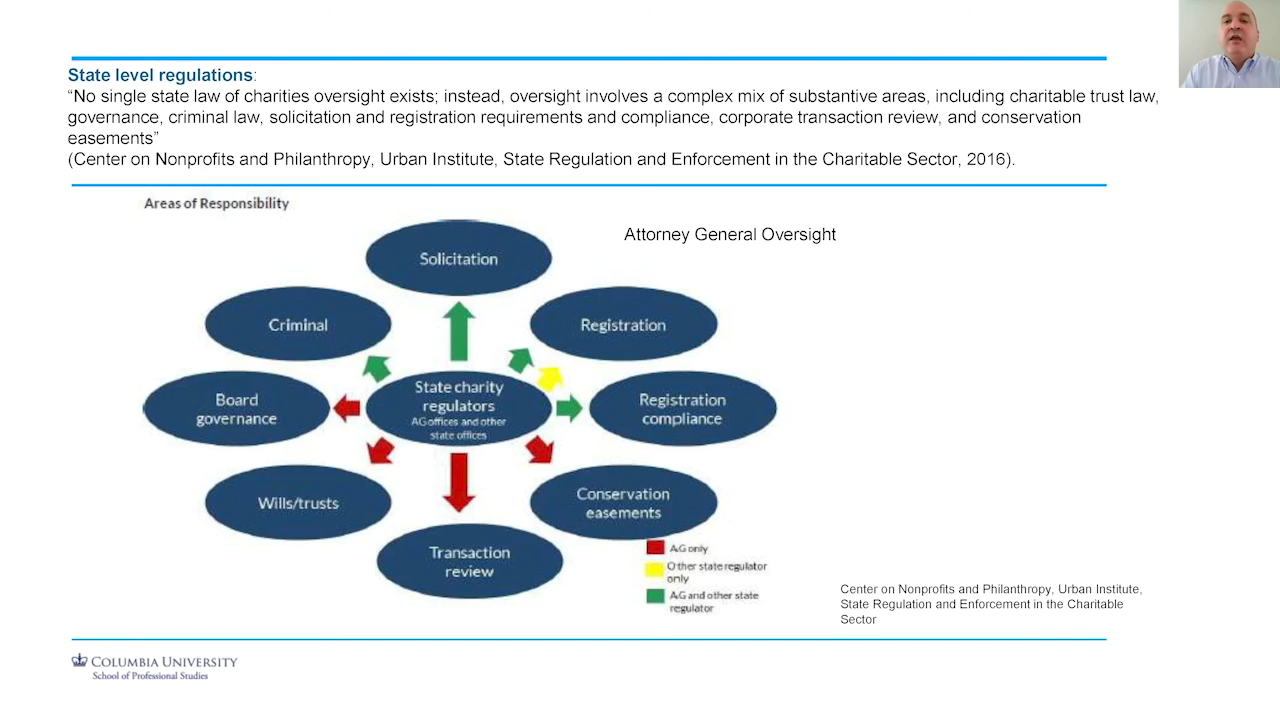 State level regulations:
“No single state law of charities oversight exists; instead, oversight involves a complex mix of substantive areas, including charitable trust law,
governance, criminal law, solicitation and registration requirements and compliance, corporate transaction review, and conservation
easements”
(Center on Nonprofits and Philanthropy, Urban Institute, State Regulation and Enforcement in the Charitable Sector, 2016).
Areas of Responsibility
Attorney General Oversight
Solicitation
Criminal
Registration
Board
governance
State charity
regulators
AG offices and other
state offices
Registration
compliance
Wills/trusts
Conservation
easements
Transaction
review
AG only
Other state regulator
only
AG and other state
regulator
Center on Nonprofits and Philanthropy, Urban Institute,
State Regulation and Enforcement in the Charitable
Sector
COLUMBIA UNIVERSITY
School of Professional Studies